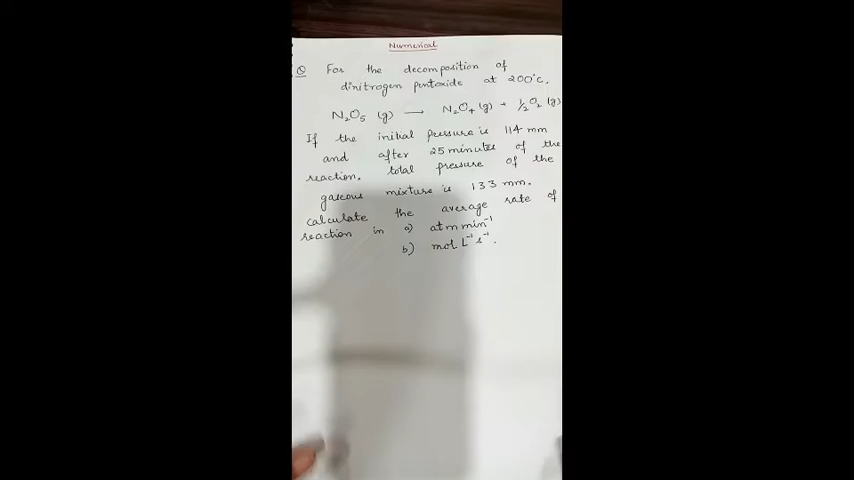 Numerical
Q For the decomposition of
dinitrogen pentoxide at 200°C.
N₂O₅ (g) → N₂O₄ (g) + ½ O₂ (g)
If the initial pressure is 114 mm
and after 25 minutes of the
reaction. total pressure of the
gaseous mixture is 133 mm.
calculate the average rate of
reaction in a) atm min⁻¹
b) mol L⁻¹ s⁻¹.